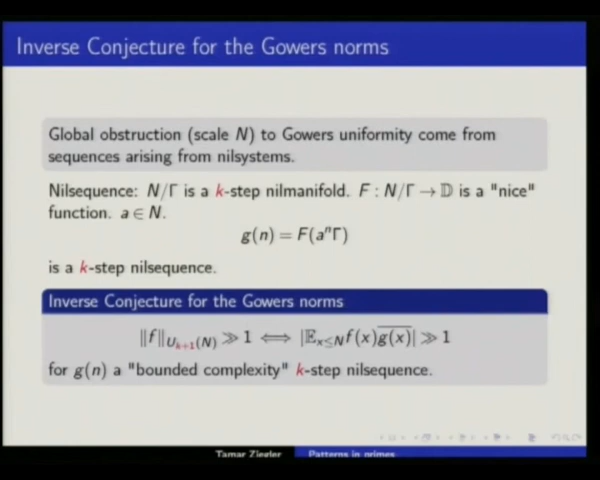 Inverse Conjecture for the Gowers norms
Global obstruction (scale N) to Gowers uniformity come from
sequences arising from nilsystems.
Nilsequence: N/Γ is a k-step nilmanifold. F : N/Γ → 𝔻 is a "nice"
function. a ∈ N.
g(n) = F(aⁿΓ)
is a k-step nilsequence.
Inverse Conjecture for the Gowers norms
‖f‖_{U_{k+1}(N)} ≫ 1 ⟺ |𝔼_{x≤N} f(x)\overline{g(x)}| ≫ 1
for g(n) a "bounded complexity" k-step nilsequence.
Tamar Ziegler Patterns in primes